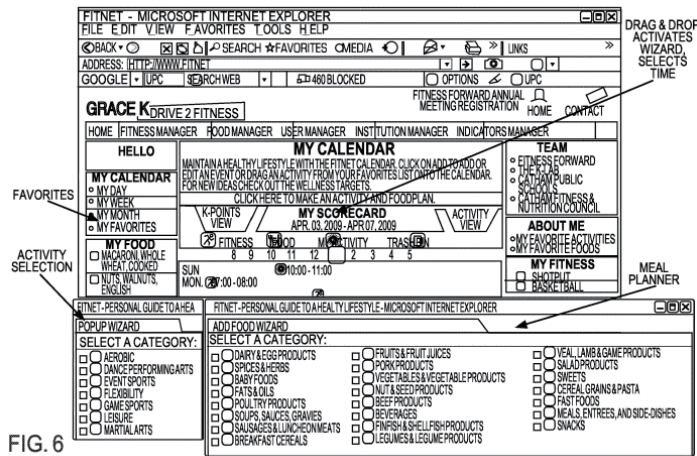 FITNET - MICROSOFT INTERNET EXPLORER
FILE EDIT VIEW FAVORITES TOOLS HELP
BACK SEARCH FAVORITES MEDIA >> LINKS >>
ADDRESS: HTTP://WWW.FITNET
GOOGLE UPC SEARCH WEB 460 BLOCKED OPTIONS UPC
DRAG & DROP
ACTIVATES
WIZARD,
SELECTS
TIME
FITNESS FORWARD ANNUAL
MEETING REGISTRATION HOME CONTACT
GRACE K DRIVE 2 FITNESS
HOME FITNESS MANAGER FOOD MANAGER USER MANAGER INSTITUTION MANAGER INDICATORS MANAGER
HELLO
MY CALENDAR
MY DAY
MY WEEK
MY MONTH
MY FAVORITES
MY FOOD
MACARONI, WHOLE
WHEAT, COOKED
NUTS, WALNUTS,
ENGLISH
FAVORITES
ACTIVITY
SELECTION
MY CALENDAR
MAINTAIN A HEALTHY LIFESTYLE WITH THE FITNET CALENDAR. CLICK ON ADD TO ADD OR
EDIT AN EVENT OR DRAG AN ACTIVITY FROM YOUR FAVORITES LIST ONTO THE CALENDAR.
FOR NEW IDEAS CHECK OUT THE WELLNESS TARGETS.
CLICK HERE TO MAKE AN ACTIVITY AND FOOD PLAN.
K-POINTS
VIEW
MY SCORECARD
APR. 03, 2009 - APR 07, 2009
ACTIVITY
VIEW
FITNESS FOOD MY ACTIVITY TRASH
8 9 10 11 12 2 3 4 5
SUN 10:00 - 11:00
MON. 07:00 - 08:00
TEAM
FITNESS FORWARD
THE K-LAB
CATHAM PUBLIC
SCHOOLS
CATHAM FITNESS &
NUTRITION COUNCIL
ABOUT ME
MY FAVORITE ACTIVITIES
MY FAVORITE FOODS
MY FITNESS
SHOTPUT
BASKETBALL
MEAL
PLANNER
FITNET - PERSONAL GUIDE TO A HEA
POPUP WIZARD
SELECT A CATEGORY:
AEROBIC
DANCE PERFORMING ARTS
EVENT SPORTS
FLEXIBILITY
GAME SPORTS
LEISURE
MARTIAL ARTS
FITNET - PERSONAL GUIDE TO A HEALTY LIFESTYLE - MICROSOFT INTERNET EXPLORER
ADD FOOD WIZARD
SELECT A CATEGORY:
DAIRY & EGG PRODUCTS
SPICES & HERBS
BABY FOODS
FATS & OILS
POULTRY PRODUCTS
SOUPS, SAUCES, GRAVIES
SAUSAGES & LUNCHEON MEATS
BREAKFAST CEREALS
FRUITS & FRUIT JUICES
PORK PRODUCTS
VEGETABLES & VEGETABLE PRODUCTS
NUT & SEED PRODUCTS
BEEF PRODUCTS
BEVERAGES
FINFISH & SHELLFISH PRODUCTS
LEGUMES & LEGUME PRODUCTS
VEAL, LAMB & GAME PRODUCTS
SALAD PRODUCTS
SWEETS
CEREAL GRAINS & PASTA
FAST FOODS
MEALS, ENTREES, AND SIDE-DISHES
SNACKS
FIG. 6